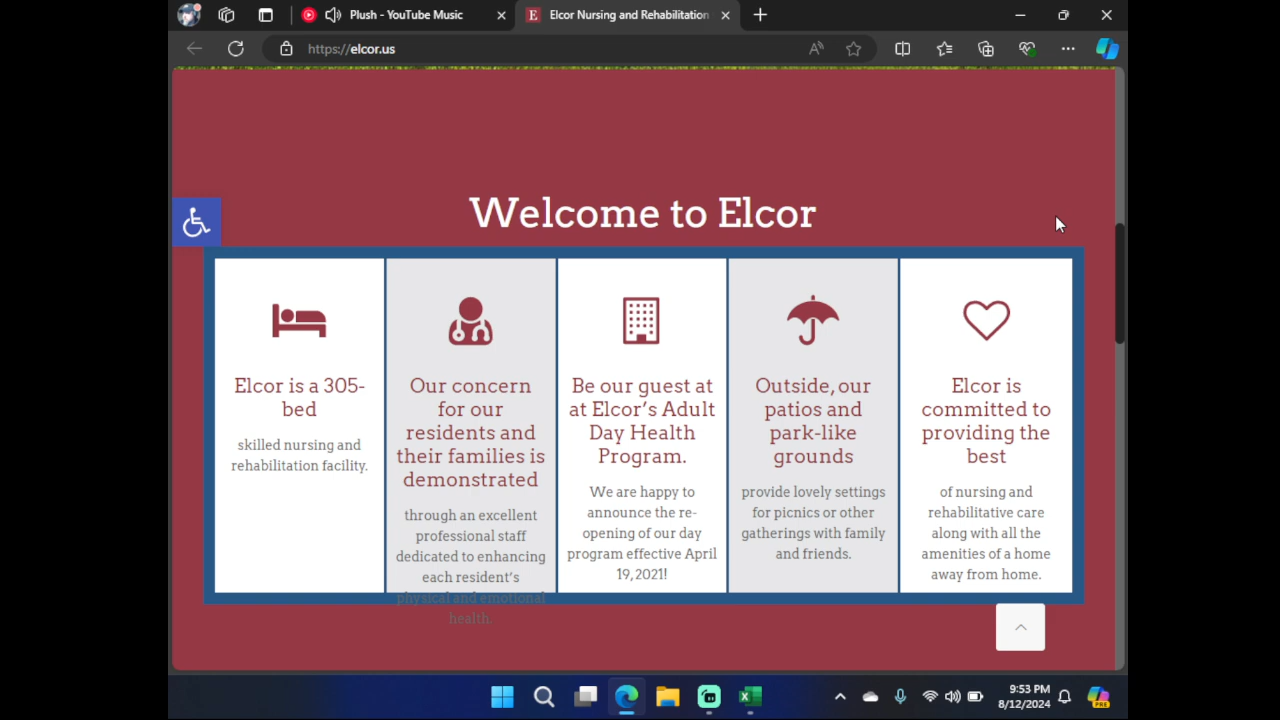 Plush - YouTube Music
Elcor Nursing and Rehabilitation
https://elcor.us
Welcome to Elcor
Elcor is a 305-
bed
skilled nursing and
rehabilitation facility.
Our concern
for our
residents and
their families is
demonstrated
through an excellent
professional staff
dedicated to enhancing
each resident's
physical and emotional
health.
Be our guest at
at Elcor's Adult
Day Health
Program.
We are happy to
announce the re-
opening of our day
program effective April
19, 2021!
Outside, our
patios and
park-like
grounds
provide lovely settings
for picnics or other
gatherings with family
and friends.
Elcor is
committed to
providing the
best
of nursing and
rehabilitative care
along with all the
amenities of a home
away from home.
9:53 PM
8/12/2024
PRE